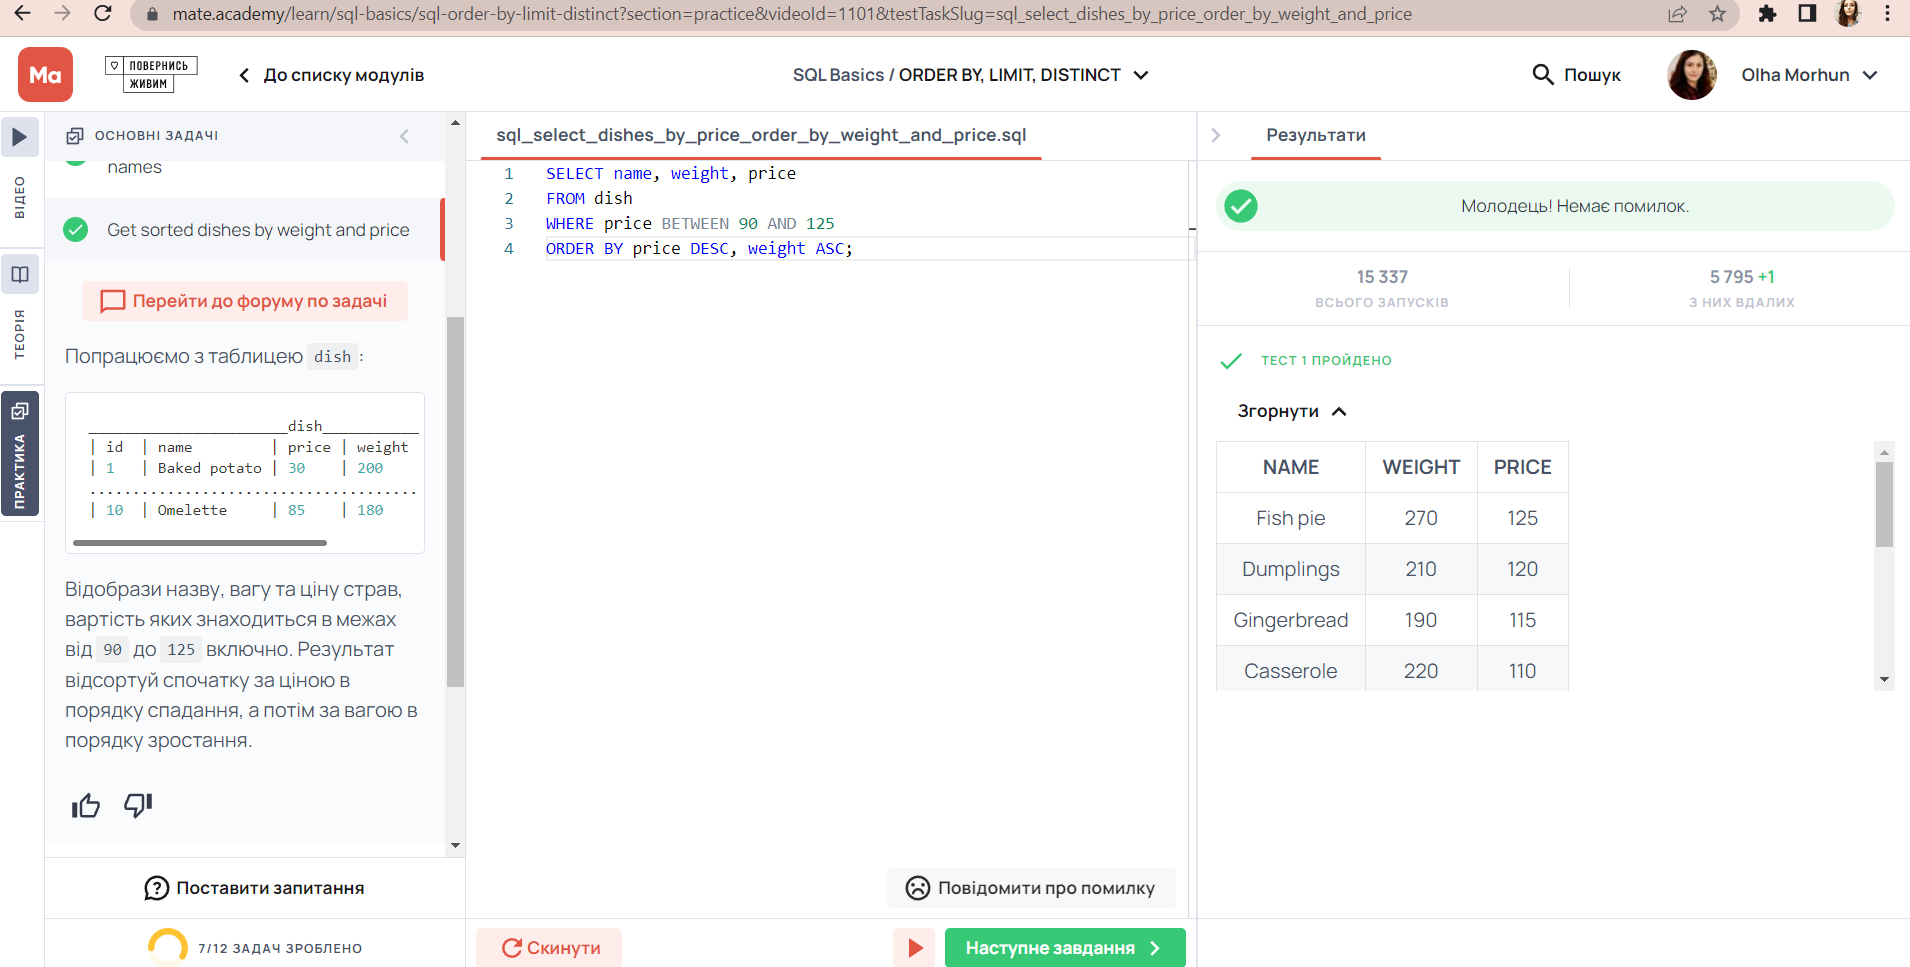 mate.academy/learn/sql-basics/sql-order-by-limit-distinct?section=practice&videoId=1101&testTaskSlug=sql_select_dishes_by_price_order_by_weight_and_price
Ma
ПОВЕРНИСЬ
ЖИВИМ
До списку модулів
SQL Basics / ORDER BY, LIMIT, DISTINCT
Пошук
Olha Morhun
ВІДЕО
ТЕОРІЯ
ПРАКТИКА
ОСНОВНІ ЗАДАЧІ
names
Get sorted dishes by weight and price
Перейти до форуму по задачі
Попрацюємо з таблицею dish :
_______________________dish___________
| id | name | price | weight
| 1 | Baked potato | 30 | 200
......................................
| 10 | Omelette | 85 | 180
Відобрази назву, вагу та ціну страв,
вартість яких знаходиться в межах
від 90 до 125 включно. Результат
відсортуй спочатку за ціною в
порядку спадання, а потім за вагою в
порядку зростання.
Поставити запитання
7/12 ЗАДАЧ ЗРОБЛЕНО
sql_select_dishes_by_price_order_by_weight_and_price.sql
1 SELECT name, weight, price
2 FROM dish
3 WHERE price BETWEEN 90 AND 125
4 ORDER BY price DESC, weight ASC;
Повідомити про помилку
Скинути
Наступне завдання
Результати
Молодець! Немає помилок.
15 337
ВСЬОГО ЗАПУСКІВ
5 795 +1
З НИХ ВДАЛИХ
ТЕСТ 1 ПРОЙДЕНО
Згорнути
NAME WEIGHT PRICE
Fish pie 270 125
Dumplings 210 120
Gingerbread 190 115
Casserole 220 110